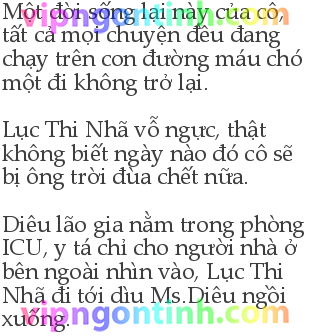 vipngontinh.com
Một đời sống lại này của cô,
tất cả mọi chuyện đều đang
chạy trên con đường máu chó
một đi không trở lại.
Lục Thi Nhã vỗ ngực, thật
không biết ngày nào đó cô sẽ
bị ông trời đùa chết nữa.
Diêu lão gia nằm trong phòng
ICU, y tá chỉ cho người nhà ở
bên ngoài nhìn vào, Lục Thi
Nhã đi tới dìu Ms.Diêu ngồi
xuống.
vipngontinh.com